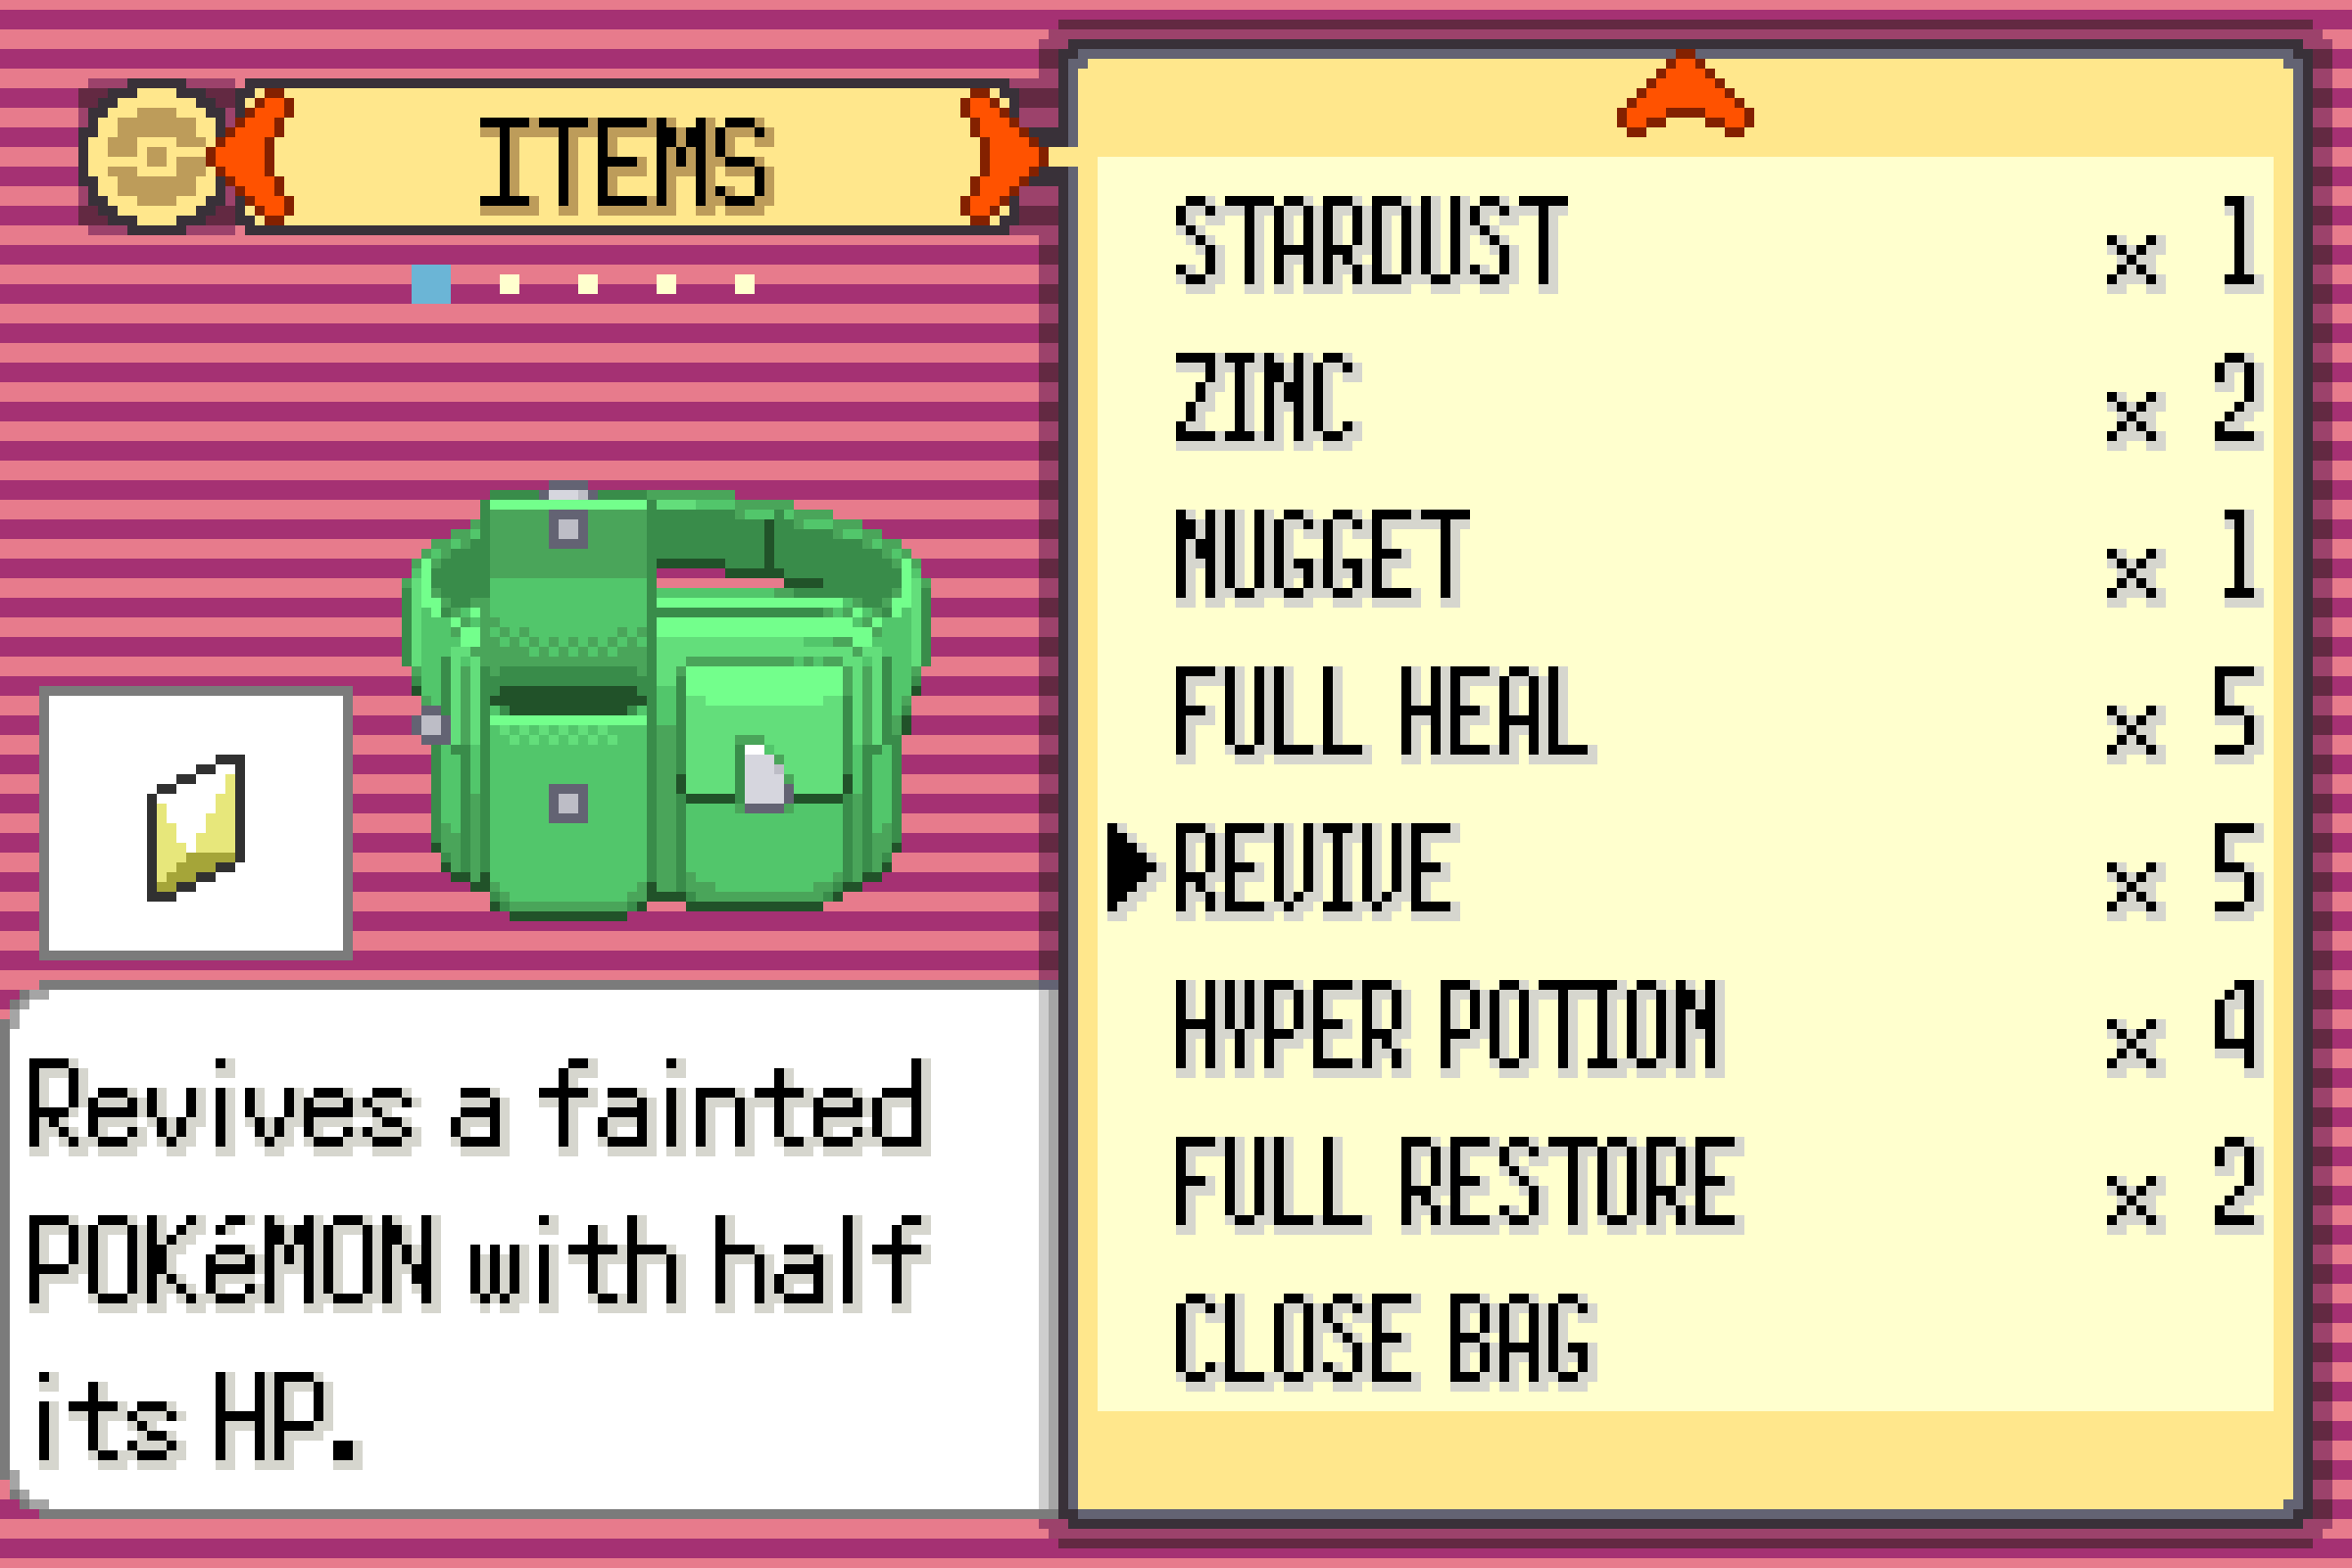 ITEMS
STARDUST × 1
ZINC × 2
NUGGET × 1
FULL HEAL × 5
REVIVE × 5
HYPER POTION × 4
FULL RESTORE × 2
CLOSE BAG
Revives a fainted
POKéMON with half
its HP.